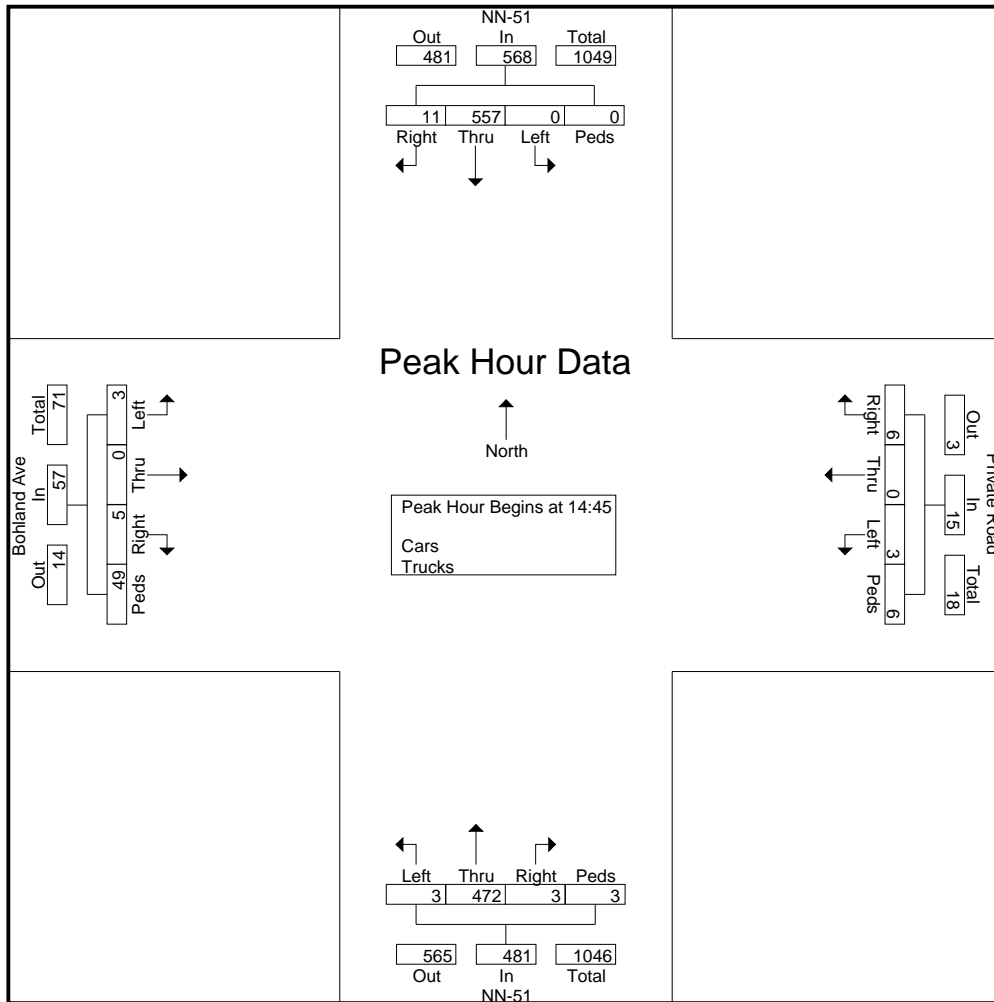 NN-51
Out In Total
481 568 1049
11 557 0 0
Right Thru Left Peds
Peak Hour Data
North
Peak Hour Begins at 14:45
Cars
Trucks
Bohland Ave
Total In Out
71 57 14
3 0 5 49
Left Thru Right Peds
Right Thru Left Peds
6 0 3 6
Out In Total
3 15 18
Private Road
Left Thru Right Peds
3 472 3 3
565 481 1046
Out In Total
NN-51